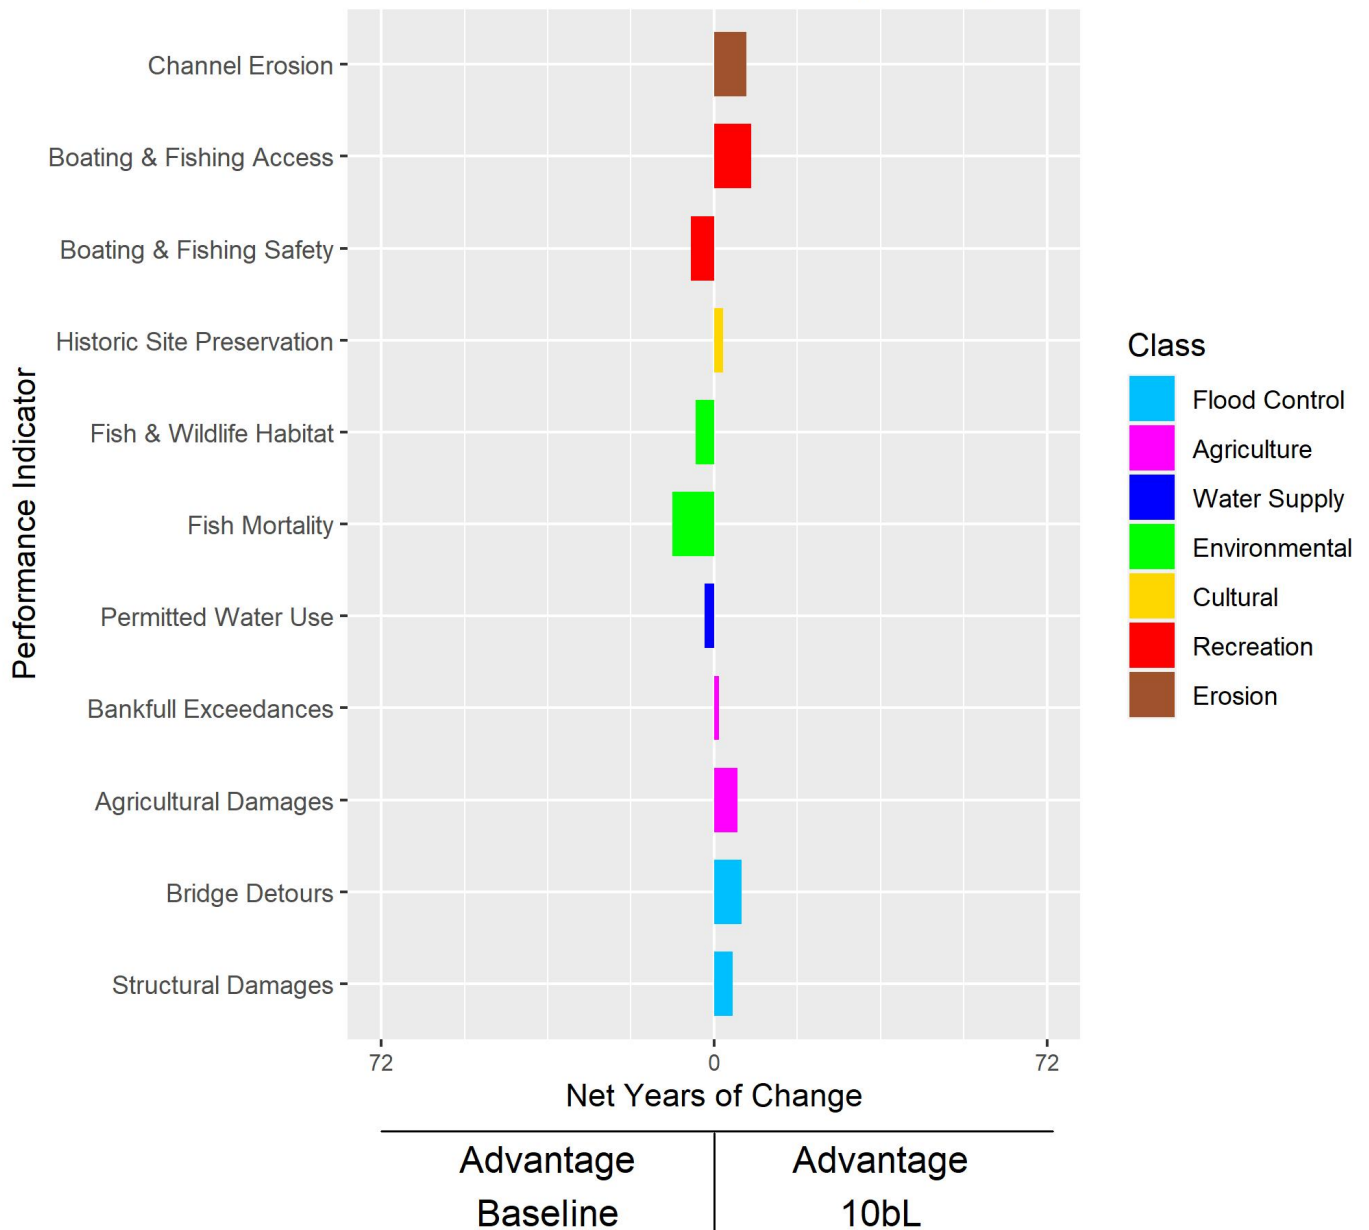 Channel Erosion
Boating & Fishing Access
Boating & Fishing Safety
Historic Site Preservation
Fish & Wildlife Habitat
Fish Mortality
Permitted Water Use
Bankfull Exceedances
Agricultural Damages
Bridge Detours
Structural Damages
Performance Indicator
72 0 72
Net Years of Change
Advantage Advantage
Baseline 10bL
Class
Flood Control
Agriculture
Water Supply
Environmental
Cultural
Recreation
Erosion